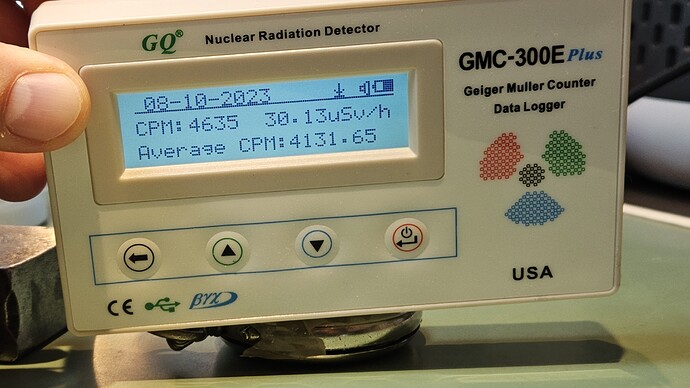 GQ® Nuclear Radiation Detector
GMC-300E Plus
Geiger Muller Counter
Data Logger
08-10-2023
CPM:4635 30.13uSv/h
Average CPM:4131.65
USA
CE βγχ